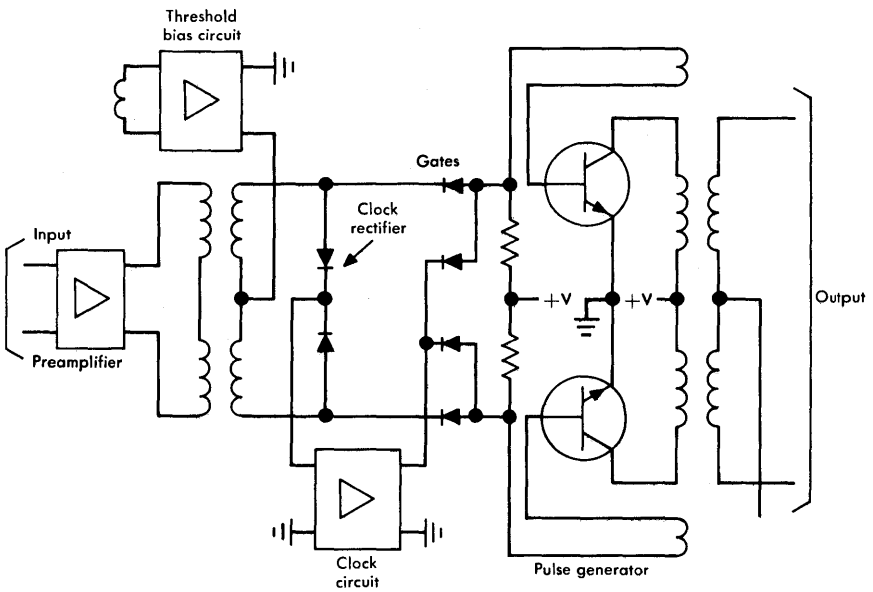 Threshold
bias circuit
Gates
Clock
rectifier
Input
+V
+V
Output
Preamplifier
Clock
circuit
Pulse generator